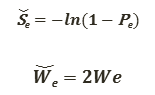 S̆ₑ = −ln(1 − Pₑ)
W̆ₑ = 2We